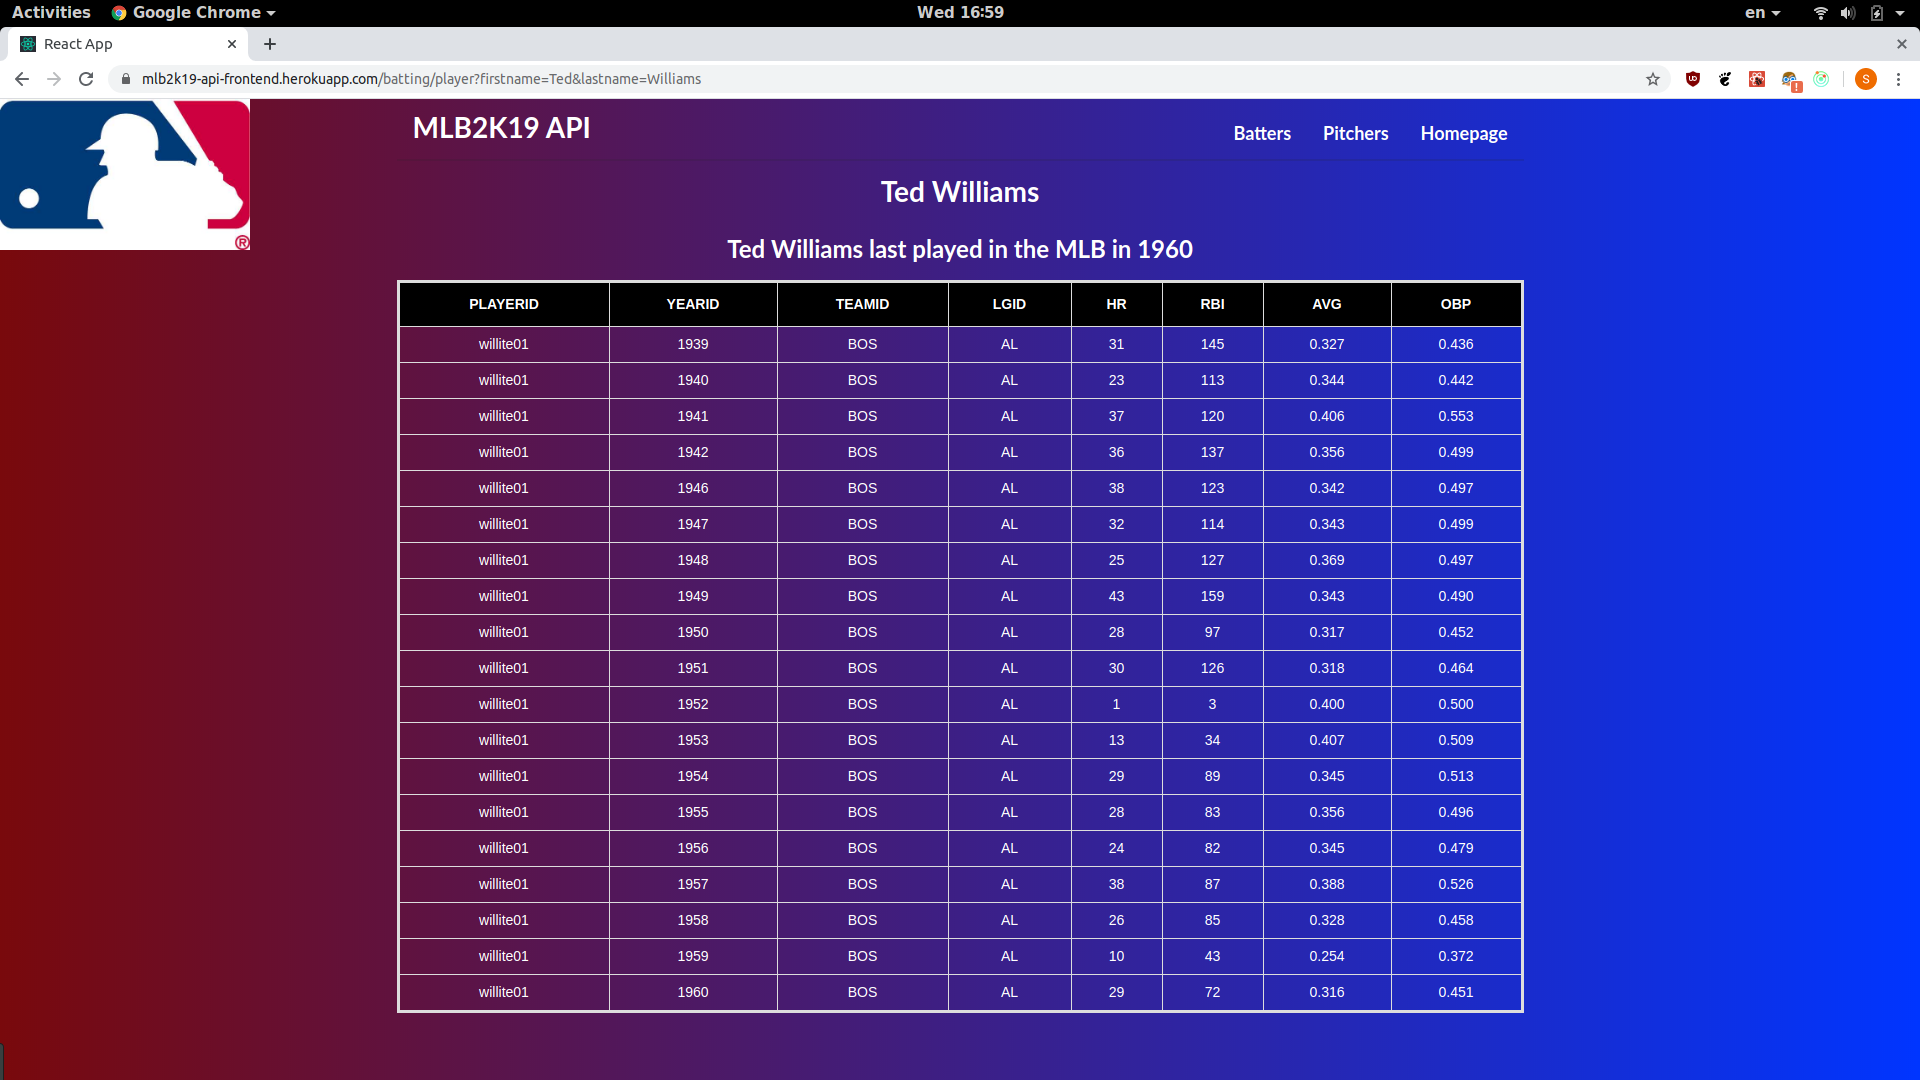 Activities Google Chrome Wed 16:59 en
React App
mlb2k19-api-frontend.herokuapp.com/batting/player?firstname=Ted&lastname=Williams S
®
MLB2K19 API Batters Pitchers Homepage
Ted Williams
Ted Williams last played in the MLB in 1960
PLAYERID YEARID TEAMID LGID HR RBI AVG OBP
willite01 1939 BOS AL 31 145 0.327 0.436
willite01 1940 BOS AL 23 113 0.344 0.442
willite01 1941 BOS AL 37 120 0.406 0.553
willite01 1942 BOS AL 36 137 0.356 0.499
willite01 1946 BOS AL 38 123 0.342 0.497
willite01 1947 BOS AL 32 114 0.343 0.499
willite01 1948 BOS AL 25 127 0.369 0.497
willite01 1949 BOS AL 43 159 0.343 0.490
willite01 1950 BOS AL 28 97 0.317 0.452
willite01 1951 BOS AL 30 126 0.318 0.464
willite01 1952 BOS AL 1 3 0.400 0.500
willite01 1953 BOS AL 13 34 0.407 0.509
willite01 1954 BOS AL 29 89 0.345 0.513
willite01 1955 BOS AL 28 83 0.356 0.496
willite01 1956 BOS AL 24 82 0.345 0.479
willite01 1957 BOS AL 38 87 0.388 0.526
willite01 1958 BOS AL 26 85 0.328 0.458
willite01 1959 BOS AL 10 43 0.254 0.372
willite01 1960 BOS AL 29 72 0.316 0.451